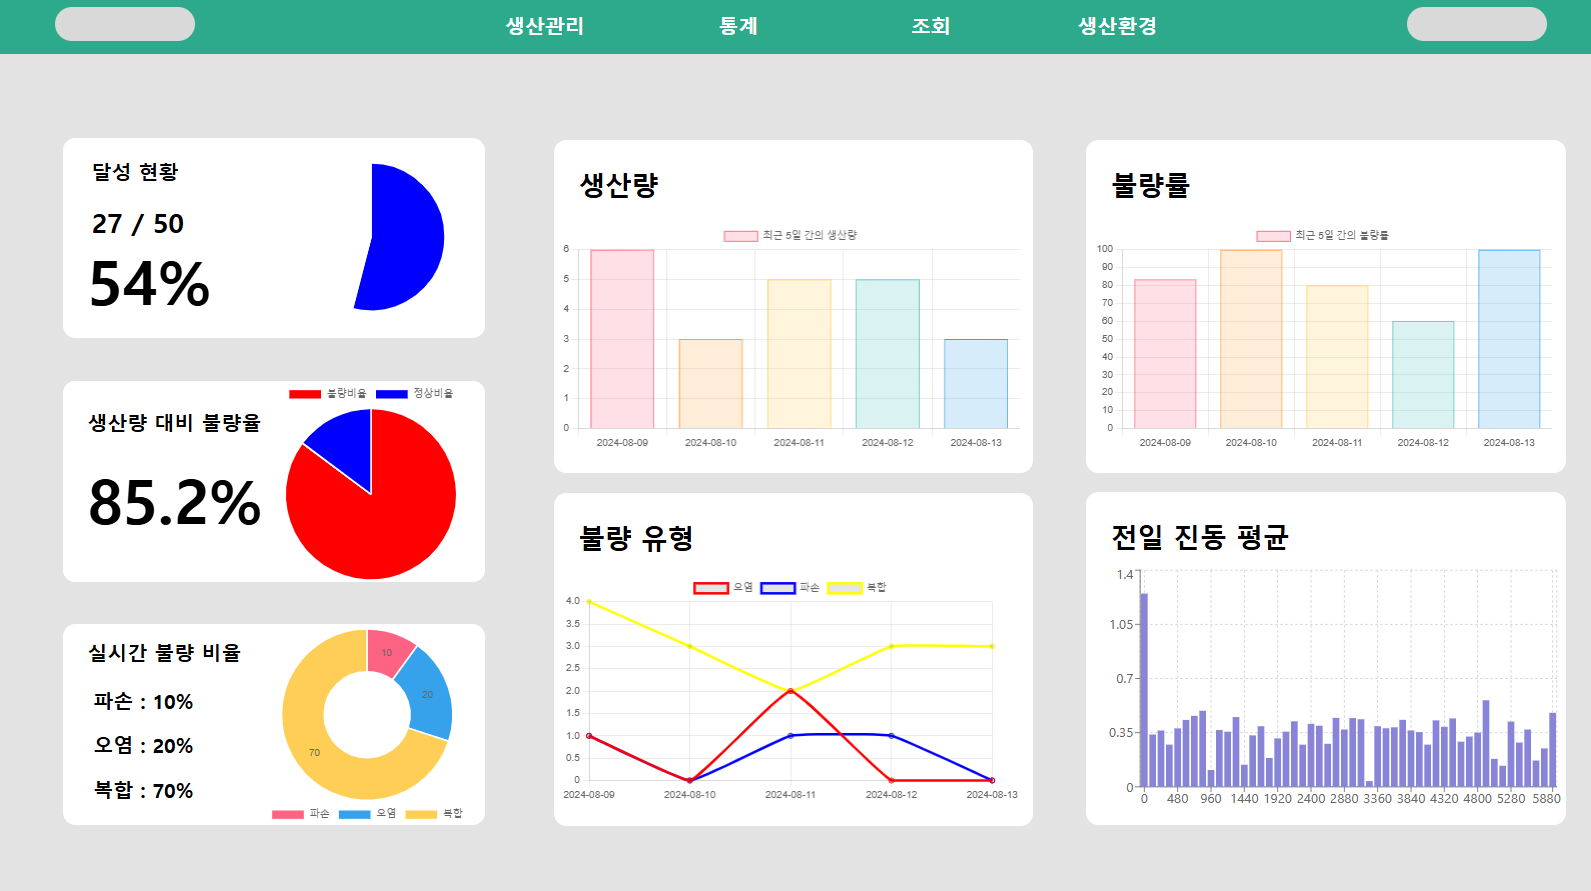 생산관리 통계 조회 생산환경
달성 현황
27 / 50
54%
생산량 대비 불량율
85.2%
불량비율 정상비율
실시간 불량 비율
파손 : 10%
오염 : 20%
복합 : 70%
10
20
70
파손 오염 복합
생산량
최근 5일 간의 생산량
6
5
4
3
2
1
0
2024-08-09 2024-08-10 2024-08-11 2024-08-12 2024-08-13
불량률
최근 5일 간의 불량률
100
90
80
70
60
50
40
30
20
10
0
2024-08-09 2024-08-10 2024-08-11 2024-08-12 2024-08-13
불량 유형
오염 파손 복합
4.0
3.5
3.0
2.5
2.0
1.5
1.0
0.5
0
2024-08-09 2024-08-10 2024-08-11 2024-08-12 2024-08-13
전일 진동 평균
1.4
1.05
0.7
0.35
0
0 480 960 1440 1920 2400 2880 3360 3840 4320 4800 5280 5880